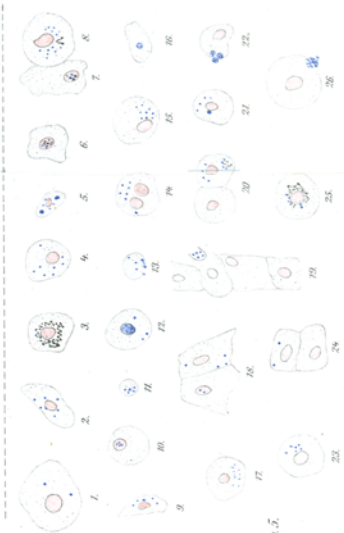 1. 2. 3. 4. 5. 6. 7. 8.
9. 10. 11. 12. 13. 14. 15. 16.
17. 18. 19. 20. 21. 22.
23. 24. 25. 26.